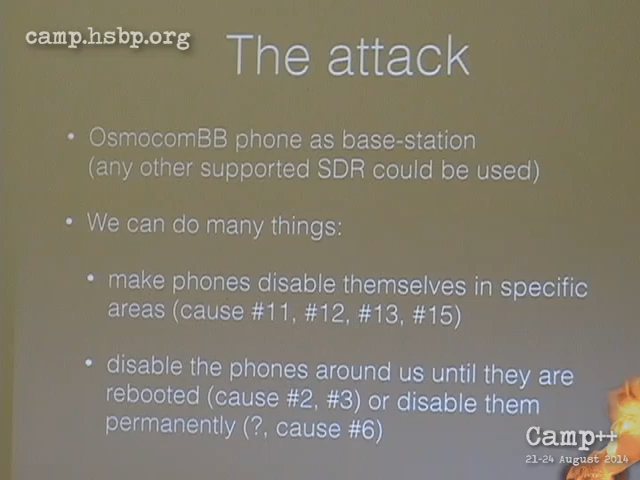 camp.hsbp.org
The attack
• OsmocomBB phone as base-station
(any other supported SDR could be used)
• We can do many things:
• make phones disable themselves in specific
areas (cause #11, #12, #13, #15)
• disable the phones around us until they are
rebooted (cause #2, #3) or disable them
permanently (?, cause #6)
Camp++
21-24 August 2014